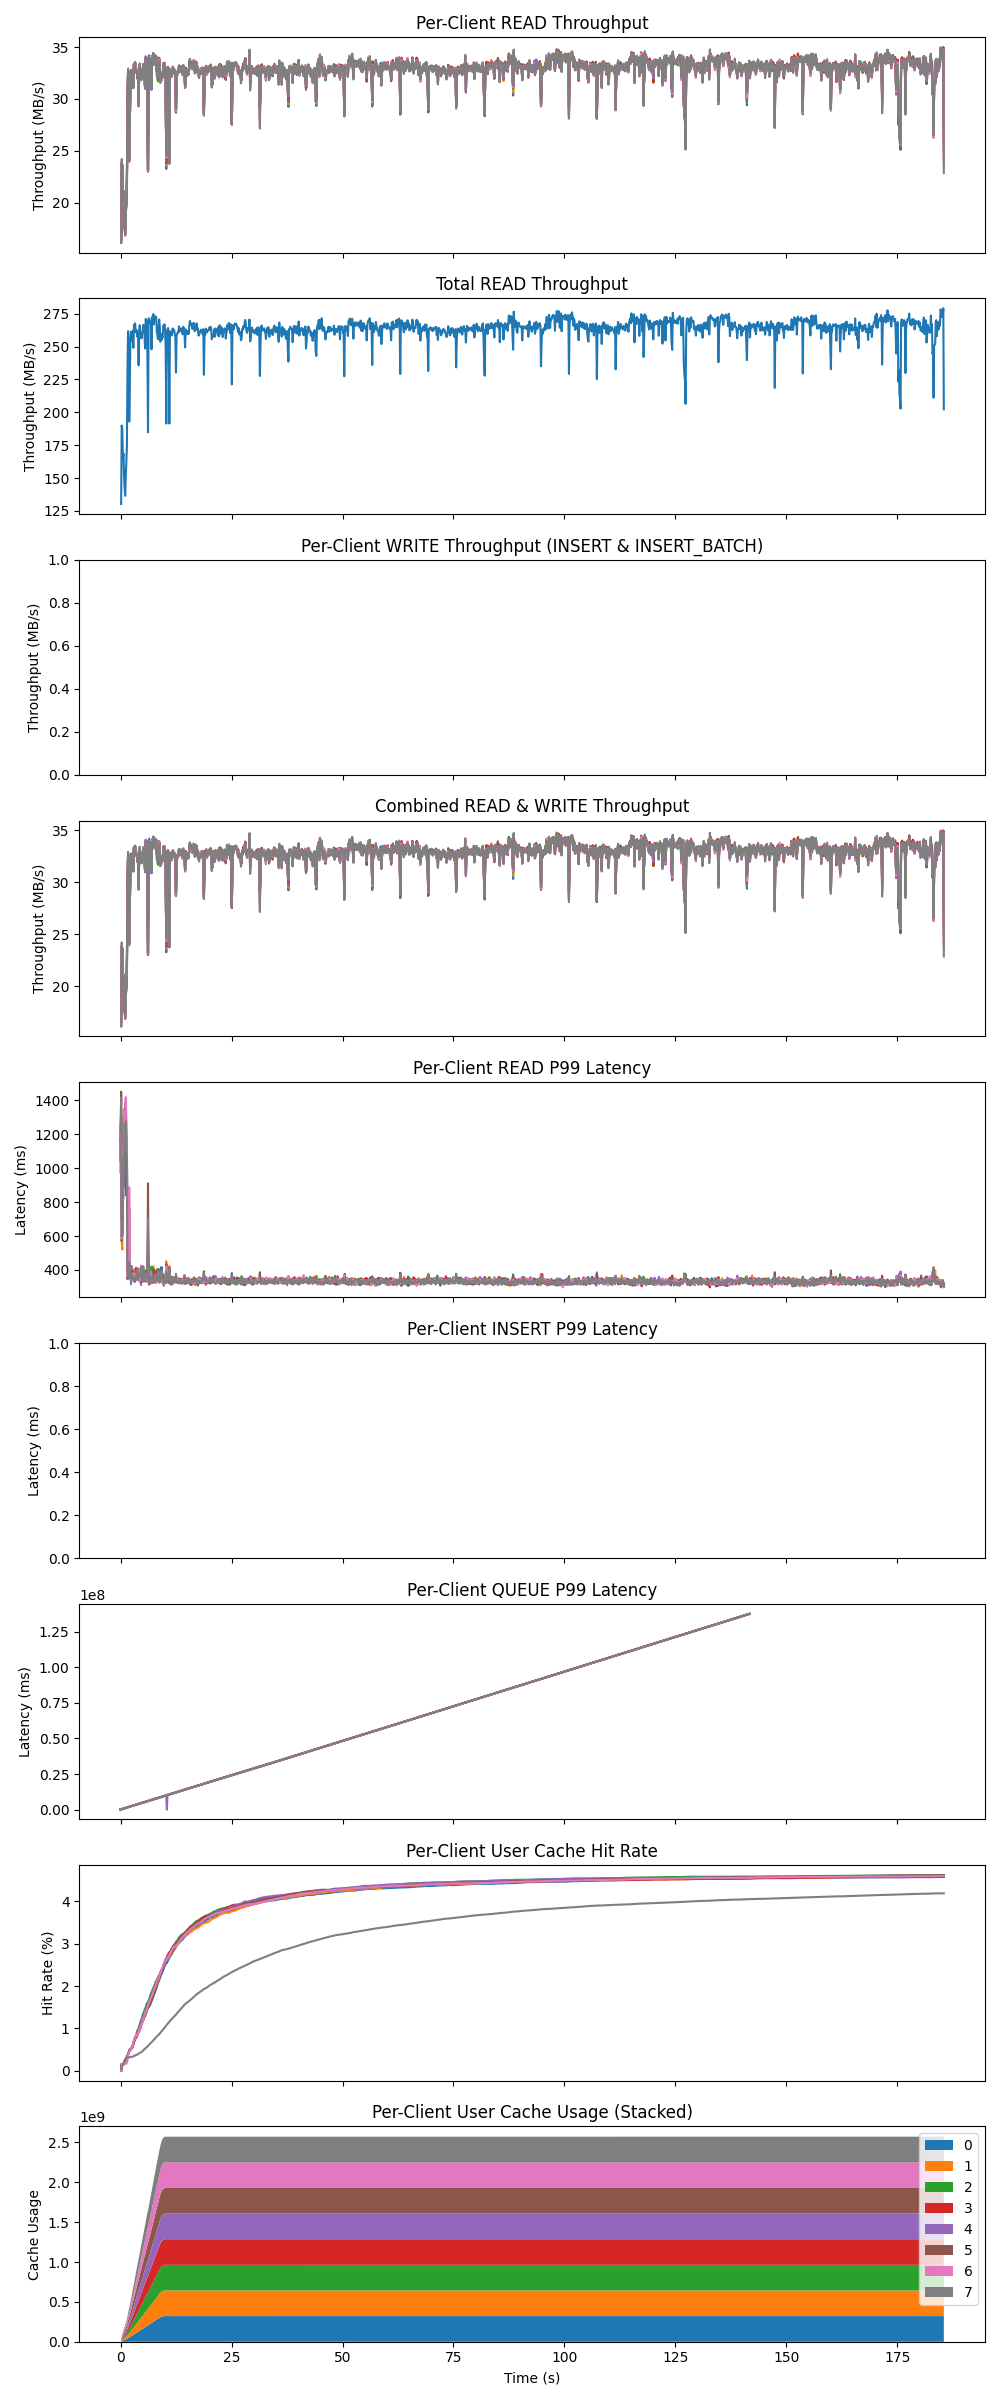 Per-Client READ Throughput
35
30
25
20
Throughput (MB/s)
Total READ Throughput
275
250
225
200
175
150
125
Throughput (MB/s)
Per-Client WRITE Throughput (INSERT & INSERT_BATCH)
1.0
0.8
0.6
0.4
0.2
0.0
Throughput (MB/s)
Combined READ & WRITE Throughput
35
30
25
20
Throughput (MB/s)
Per-Client READ P99 Latency
1400
1200
1000
800
600
400
Latency (ms)
Per-Client INSERT P99 Latency
1.0
0.8
0.6
0.4
0.2
0.0
Latency (ms)
Per-Client QUEUE P99 Latency
1e8
1.25
1.00
0.75
0.50
0.25
0.00
Latency (ms)
Per-Client User Cache Hit Rate
4
3
2
1
0
Hit Rate (%)
Per-Client User Cache Usage (Stacked)
1e9
2.5
2.0
1.5
1.0
0.5
0.0
Cache Usage
0
1
2
3
4
5
6
7
0 25 50 75 100 125 150 175
Time (s)